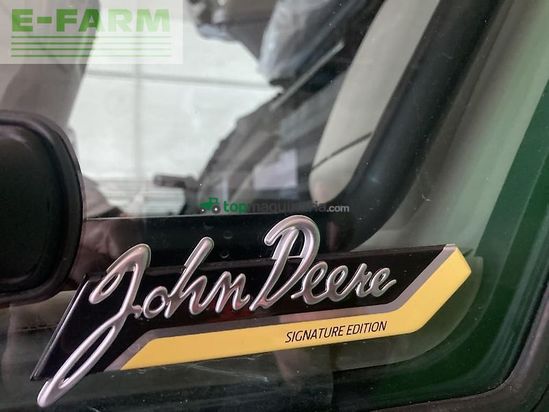 E-FARM
topmaquinaria.com
John Deere
SIGNATURE EDITION